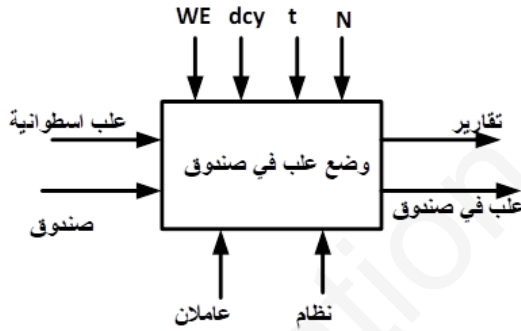 WE dcy t N
علب اسطوانية
تقارير
وضع علب في صندوق
علب في صندوق
صندوق
عاملان
نظام